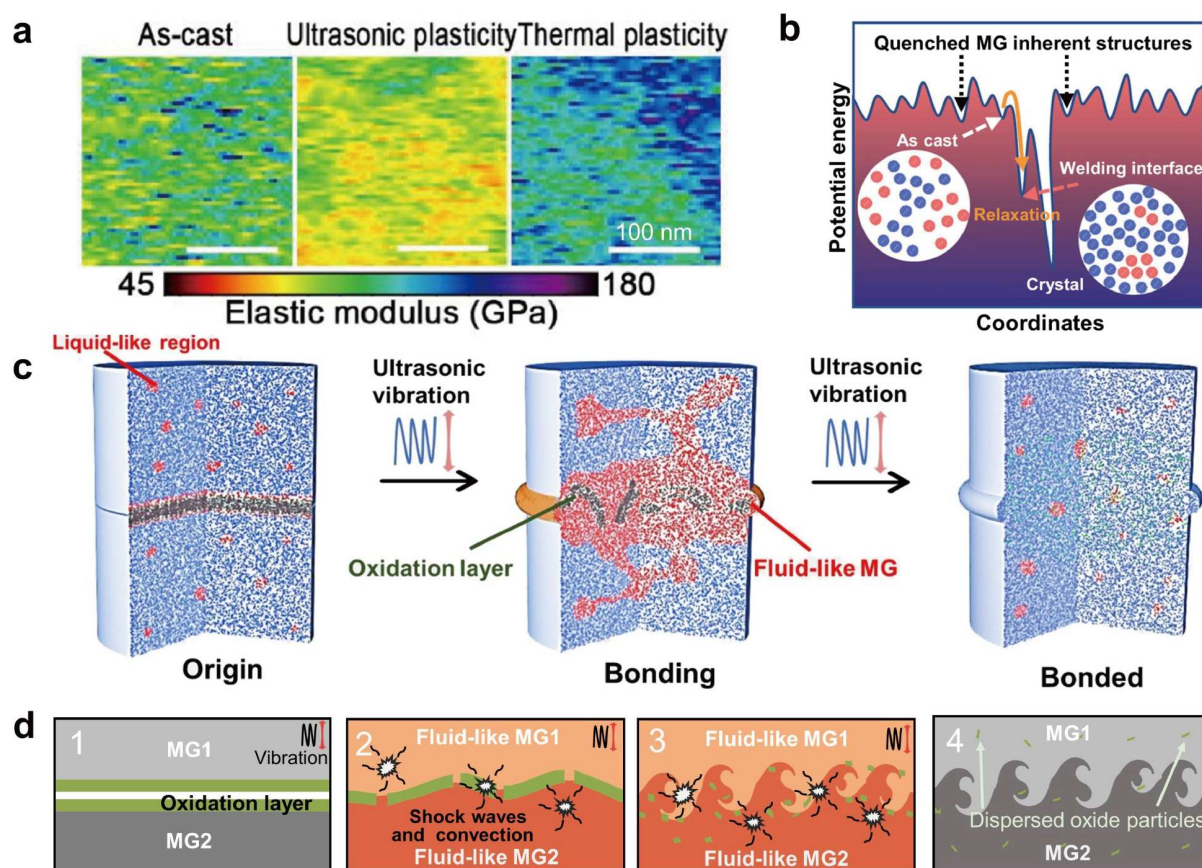 a
As-cast
Ultrasonic plasticity
Thermal plasticity
100 nm
45
180
Elastic modulus (GPa)
b
Quenched MG inherent structures
Potential energy
As cast
Welding interface
Relaxation
Crystal
Coordinates
c
Liquid-like region
Ultrasonic
vibration
Ultrasonic
vibration
Oxidation layer
Fluid-like MG
Origin
Bonding
Bonded
d
1
MG1
Vibration
Oxidation layer
MG2
2
Fluid-like MG1
Shock waves
and convection
Fluid-like MG2
3
Fluid-like MG1
Fluid-like MG2
4
MG1
Dispersed oxide particles
MG2